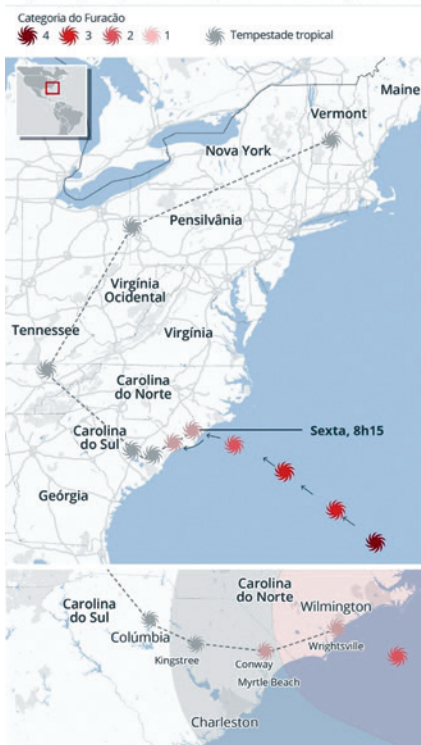 Categoria do Furacão
4 3 2 1 Tempestade tropical
Maine
Vermont
Nova York
Pensilvânia
Virgínia
Ocidental
Tennessee
Virgínia
Carolina
do Norte
Carolina
do Sul
Sexta, 8h15
Geórgia
Carolina
do Norte
Carolina
do Sul
Wilmington
Colúmbia
Wrightsville
Kingstree
Conway
Myrtle Beach
Charleston